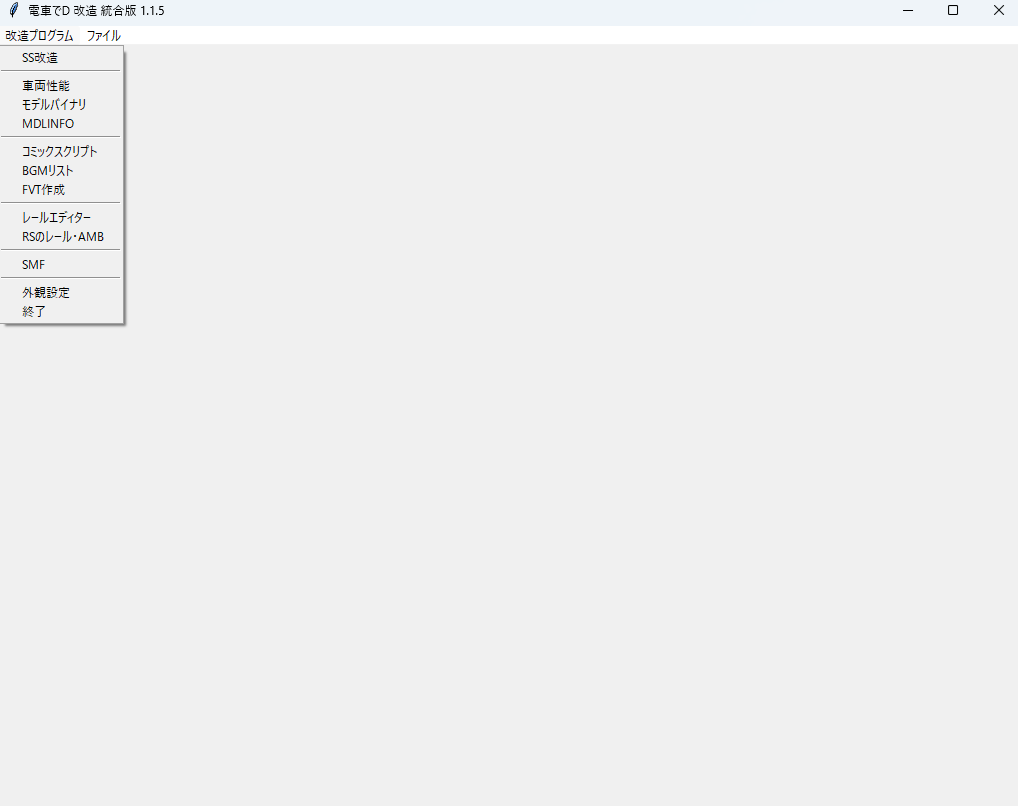 電車でD 改造 統合版 1.1.5
改造プログラム ファイル
SS改造
車両性能
モデルバイナリ
MDLINFO
コミックスクリプト
BGMリスト
FVT作成
レールエディター
RSのレール・AMB
SMF
外観設定
終了